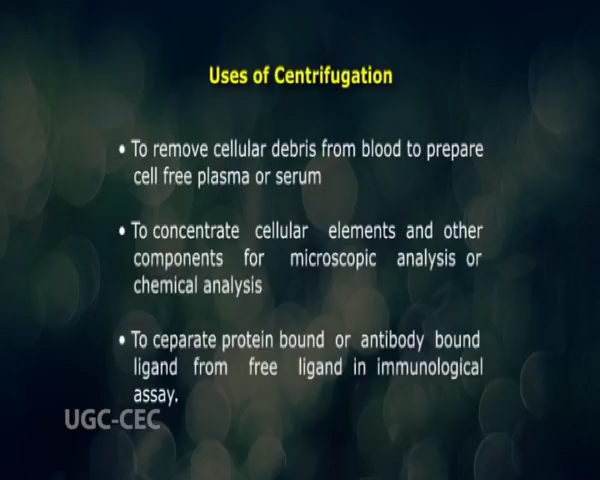 Uses of Centrifugation
• To remove cellular debris from blood to prepare
cell free plasma or serum
• To concentrate cellular elements and other
components for microscopic analysis or
chemical analysis
• To ceparate protein bound or antibody bound
ligand from free ligand in immunological
assay.
UGC-CEC